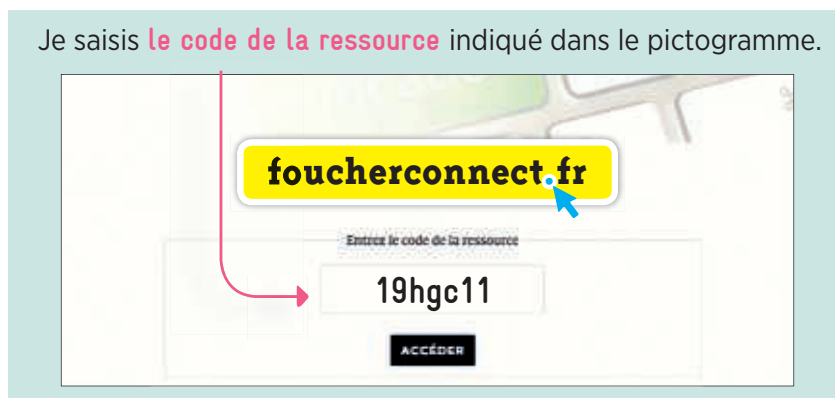 Je saisis le code de la ressource indiqué dans le pictogramme.
foucherconnect.fr
Entrez le code de la ressource
19hgc11
ACCÉDER